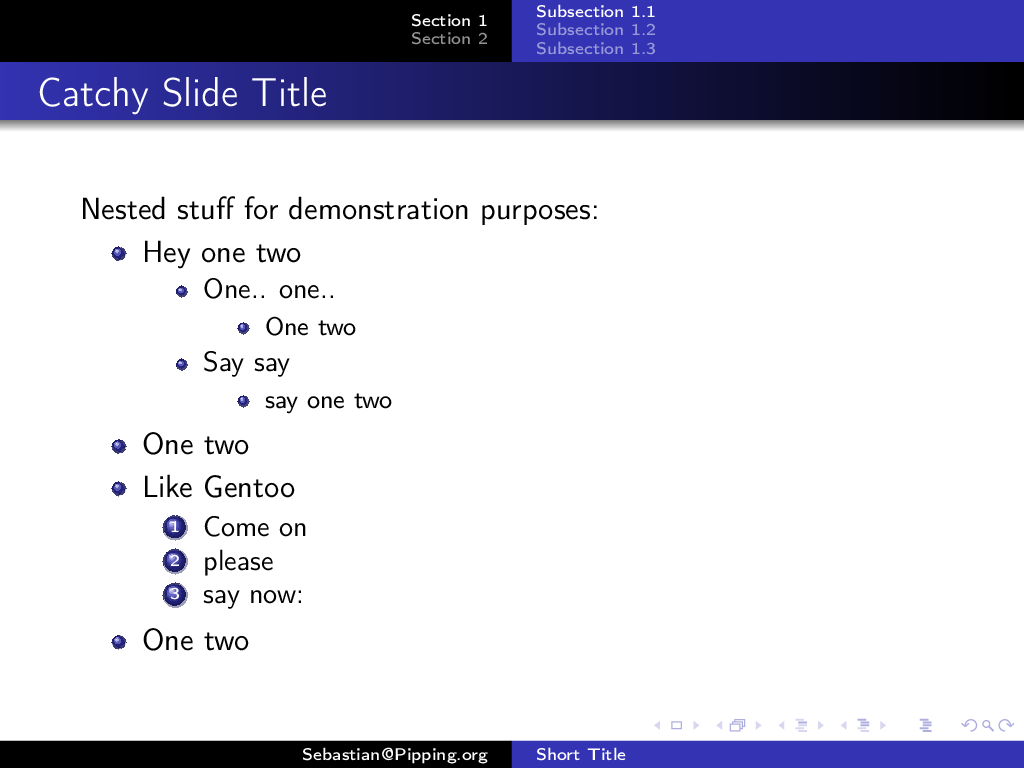 Section 1
Section 2
Subsection 1.1
Subsection 1.2
Subsection 1.3
Catchy Slide Title
Nested stuff for demonstration purposes:
Hey one two
One.. one..
One two
Say say
say one two
One two
Like Gentoo
1 Come on
2 please
3 say now:
One two
Sebastian@Pipping.org
Short Title